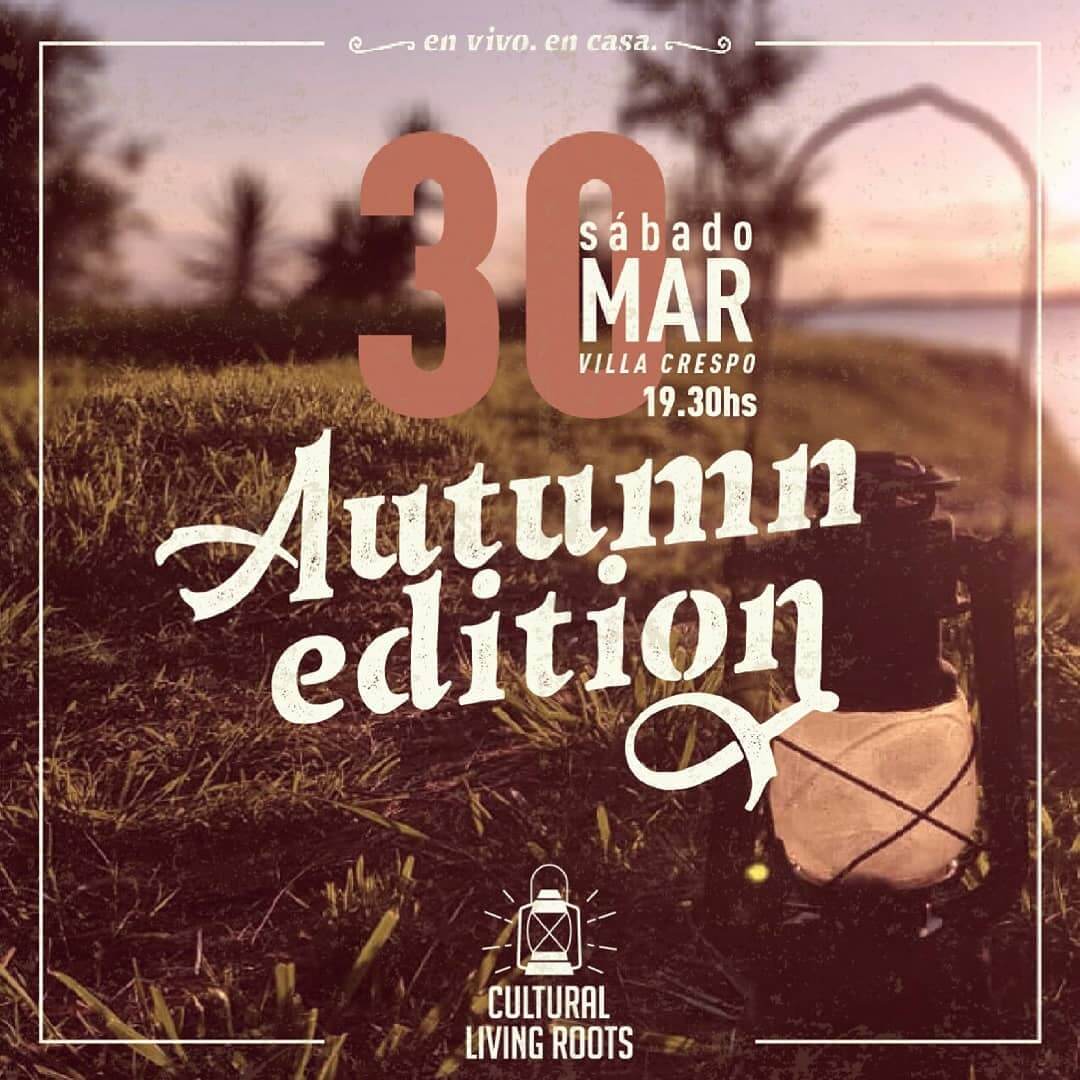 en vivo. en casa.
30
sábado
MAR
VILLA CRESPO
19.30hs
Autumn
edition
CULTURAL
LIVING ROOTS